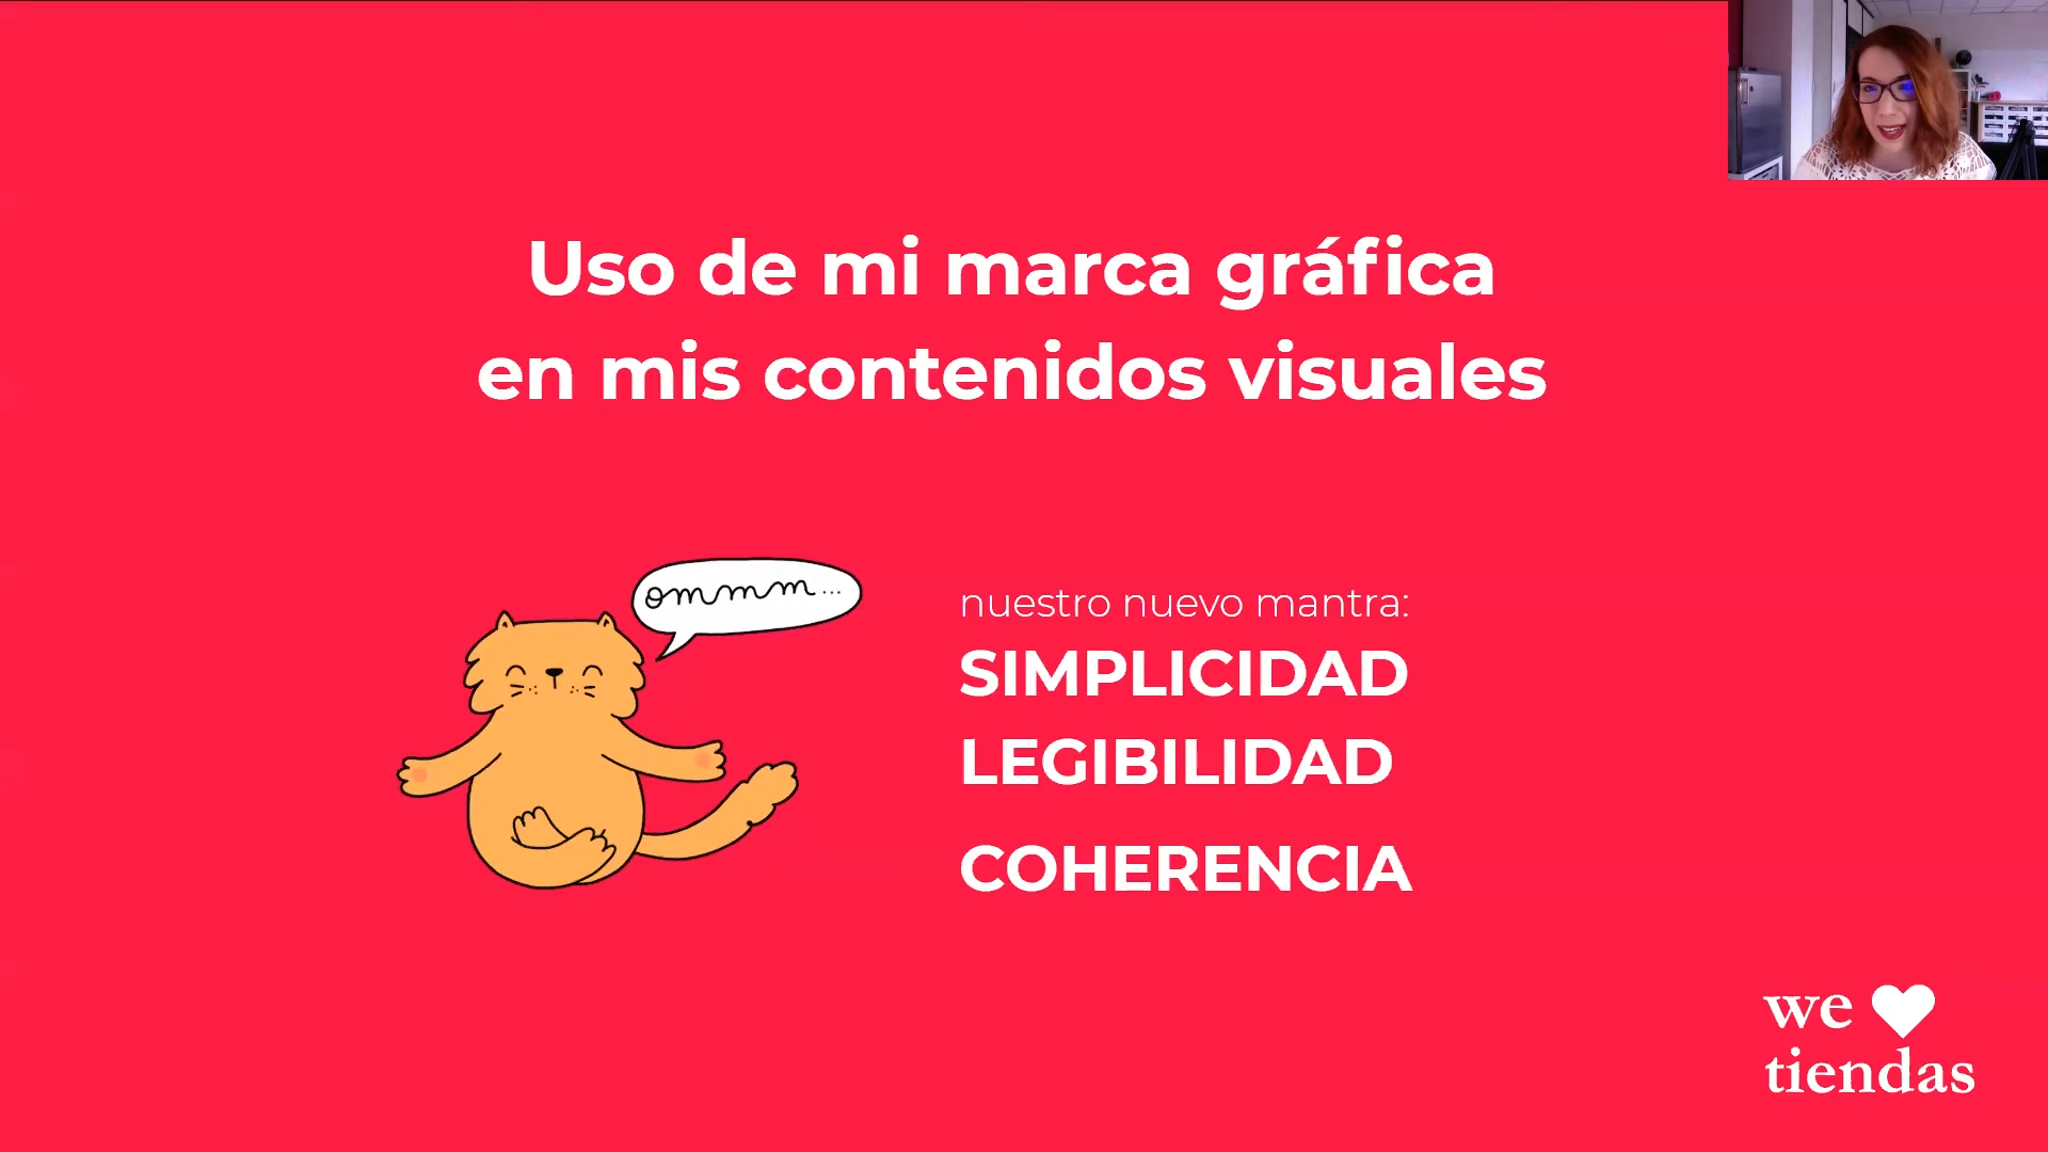 Uso de mi marca gráfica
en mis contenidos visuales
ommm...
nuestro nuevo mantra:
SIMPLICIDAD
LEGIBILIDAD
COHERENCIA
we
tiendas